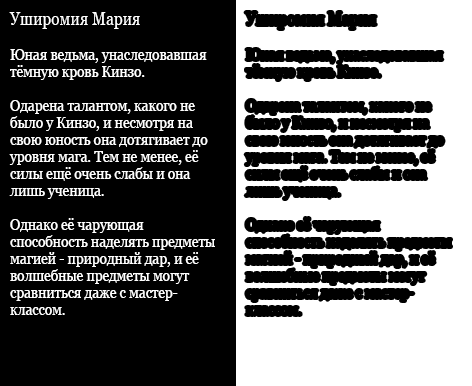 Уширомия Мария
Юная ведьма, унаследовавшая
тёмную кровь Кинзо.
Одарена талантом, какого не
было у Кинзо, и несмотря на
свою юность она дотягивает до
уровня мага. Тем не менее, её
силы ещё очень слабы и она
лишь ученица.
Однако её чарующая
способность наделять предметы
магией - природный дар, и её
волшебные предметы могут
сравниться даже с мастер-
классом.
Уширомия Мария
Юная ведьма, унаследовавшая
тёмную кровь Кинзо.
Одарена талантом, какого не
было у Кинзо, и несмотря на
свою юность она дотягивает до
уровня мага. Тем не менее, её
силы ещё очень слабы и она
лишь ученица.
Однако её чарующая
способность наделять предметы
магией - природный дар, и её
волшебные предметы могут
сравниться даже с мастер-
классом.